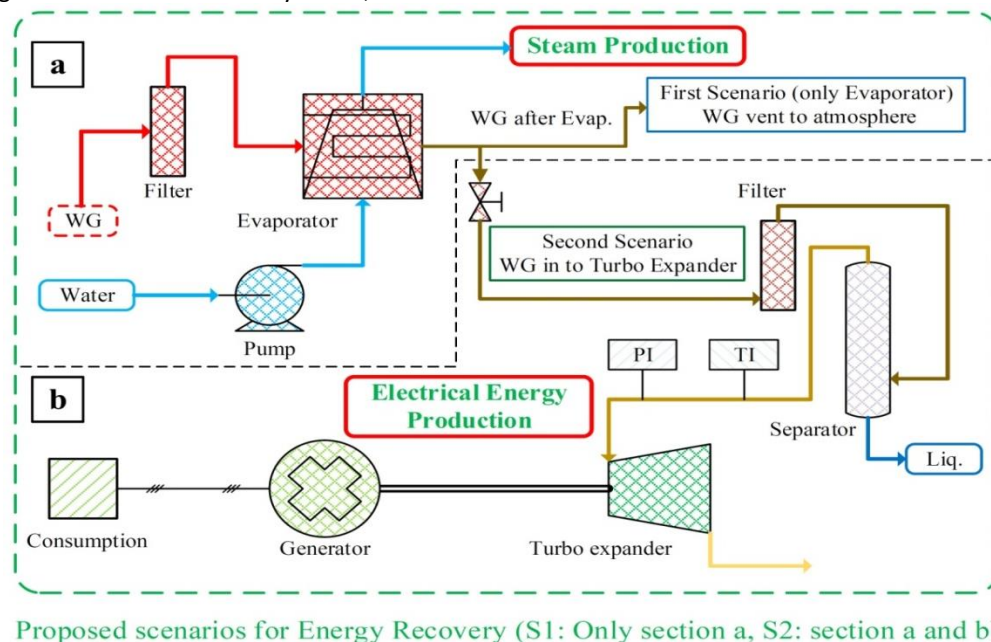 a
Steam Production
First Scenario (only Evaporator)
WG vent to atmosphere
WG after Evap.
Filter
WG
Evaporator
Filter
Second Scenario
WG in to Turbo Expander
Water
Pump
PI
TI
b
Electrical Energy
Production
Separator
Liq.
Consumption
Generator
Turbo expander
Proposed scenarios for Energy Recovery (S1: Only section a, S2: section a and b